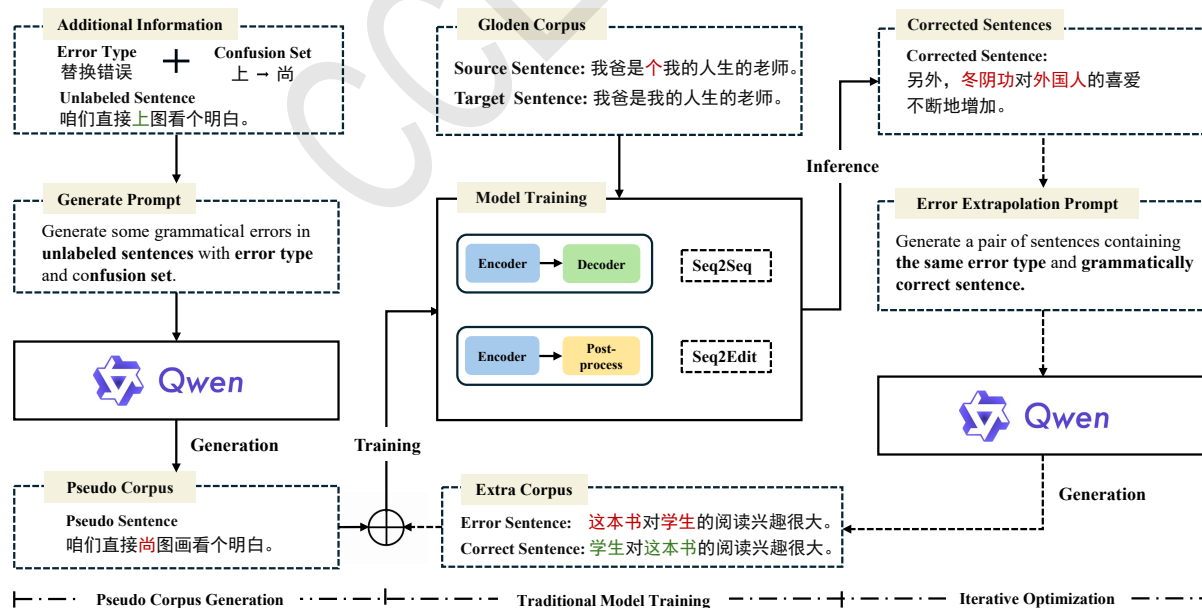 Additional Information
Error Type
替换错误
+
Confusion Set
上 → 尚
Unlabeled Sentence
咱们直接上图看个明白。
Generate Prompt
Generate some grammatical errors in
unlabeled sentences with error type
and confusion set.
Qwen
Generation
Pseudo Corpus
Pseudo Sentence
咱们直接尚图画看个明白。
Pseudo Corpus Generation
Gloden Corpus
Source Sentence: 我爸是个我的人生的老师。
Target Sentence: 我爸是我的人生的老师。
Model Training
Encoder
Decoder
Seq2Seq
Encoder
Post-
process
Seq2Edit
Training
Extra Corpus
Error Sentence: 这本书对学生的阅读兴趣很大。
Correct Sentence: 学生对这本书的阅读兴趣很大。
Traditional Model Training
Inference
Corrected Sentences
Corrected Sentence:
另外，冬阴功对外国人的喜爱
不断地增加。
Error Extrapolation Prompt
Generate a pair of sentences containing
the same error type and grammatically
correct sentence.
Qwen
Generation
Iterative Optimization